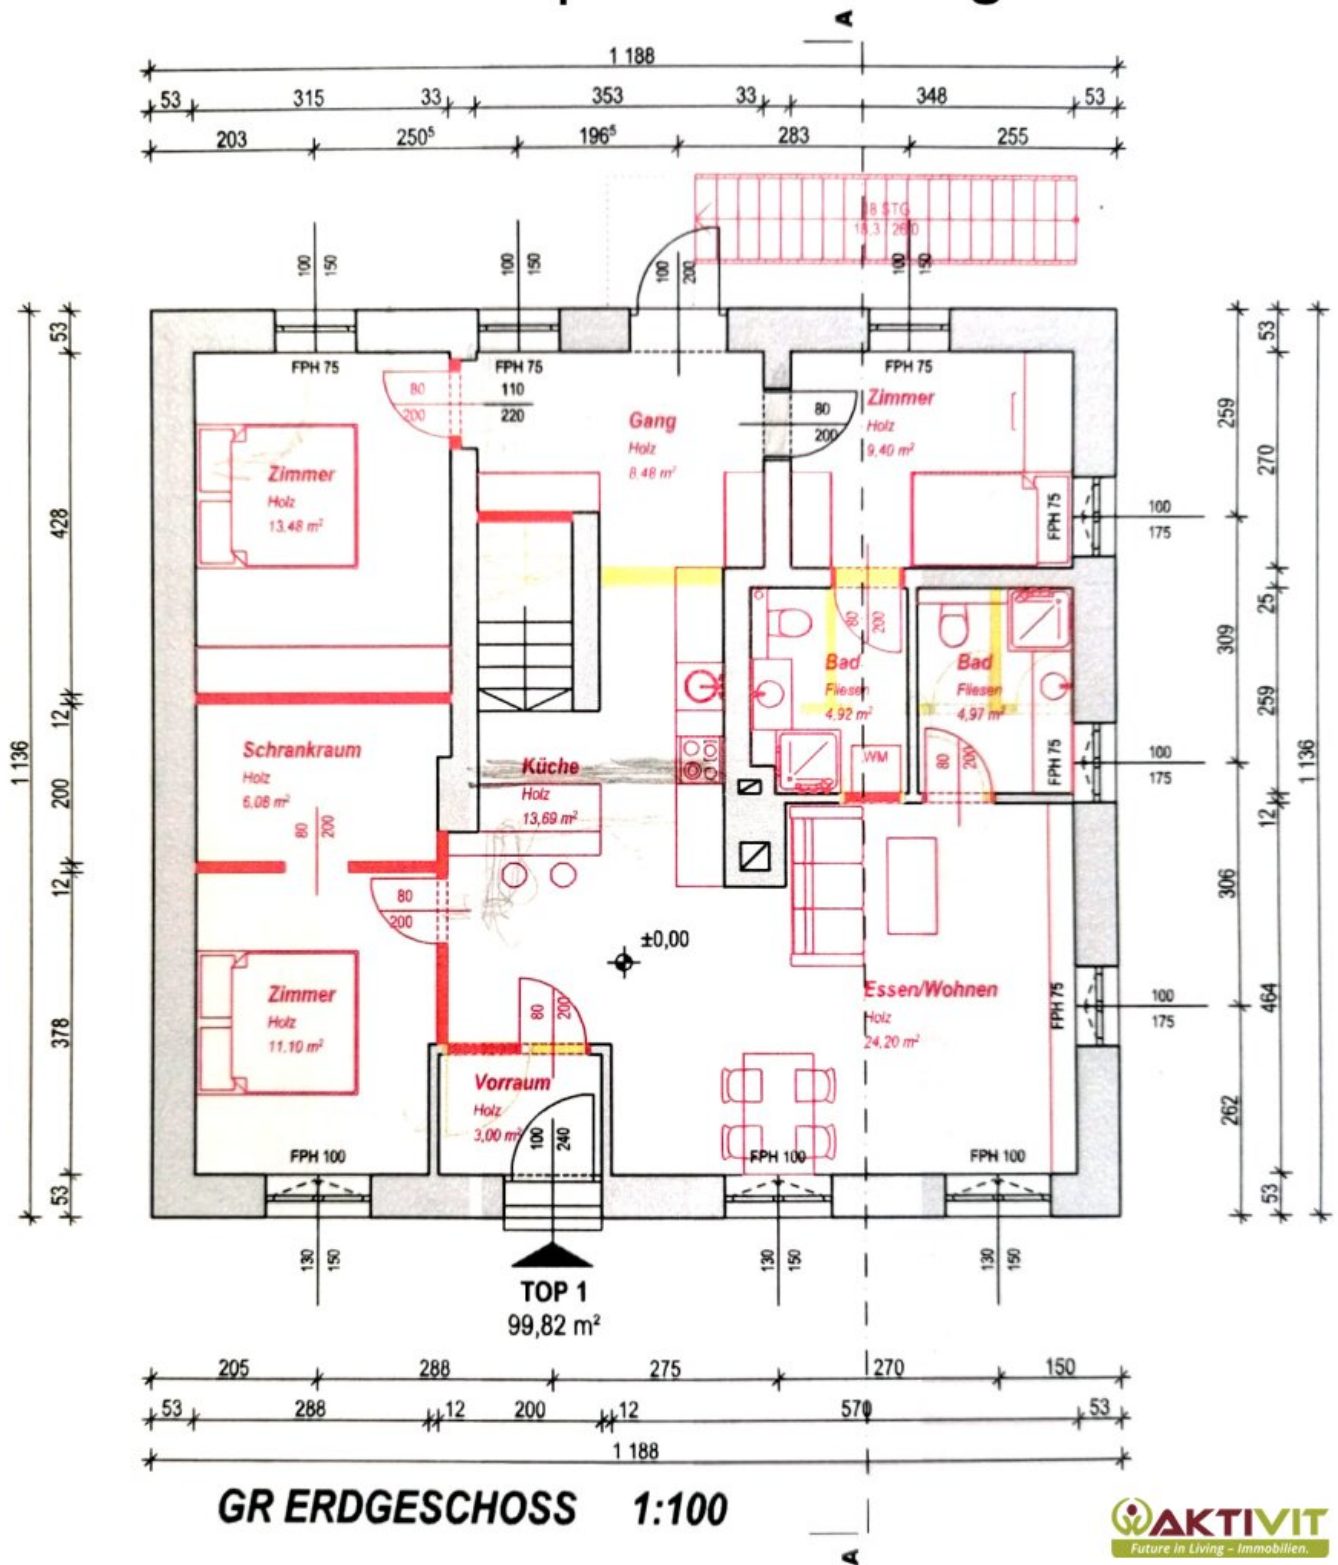 A
1 188
53 315 33 353 33 348 53
203 250⁵ 196⁵ 283 255
18 STG
18,3 / 26,0
100 150
100 150
100 200
100 150
FPH 75
FPH 75
FPH 75
80 200
110 220
80 200
Gang
Holz
8,48 m²
Zimmer
Holz
9,40 m²
Zimmer
Holz
13,48 m²
FPH 75
100 175
80 200
Bad
Fliesen
4,92 m²
Bad
Fliesen
4,97 m²
WM
80 200
FPH 75
100 175
Schrankraum
Holz
6,08 m²
80 200
Küche
Holz
13,69 m²
80 200
±0,00
Zimmer
Holz
11,10 m²
80 200
Essen/Wohnen
Holz
24,20 m²
FPH 75
100 175
Vorraum
Holz
3,00 m²
100 240
FPH 100
FPH 100
FPH 100
53 428 12 200 12 378 53
1 136
259 309 306 262
53 270 25 259 12 464 53
1 136
130 150
130 150
130 150
TOP 1
99,82 m²
205 288 275 270 150
53 288 12 200 12 570 53
1 188
GR ERDGESCHOSS 1:100
A
AKTIVIT
Future in Living – Immobilien.